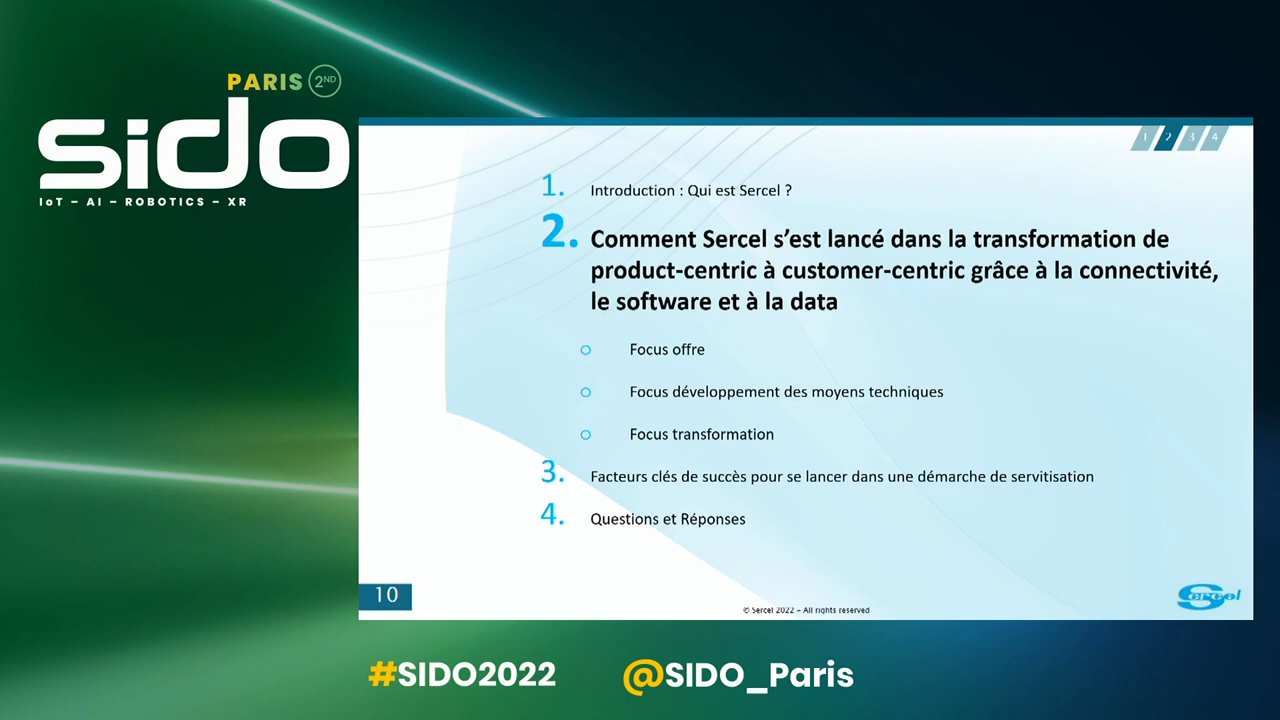 PARIS 2ND
sido
IoT – AI – ROBOTICS – XR
1 2 3 4
1. Introduction : Qui est Sercel ?
2. Comment Sercel s’est lancé dans la transformation de
product-centric à customer-centric grâce à la connectivité,
le software et à la data
Focus offre
Focus développement des moyens techniques
Focus transformation
3. Facteurs clés de succès pour se lancer dans une démarche de servitisation
4. Questions et Réponses
10
© Sercel 2022 – All rights reserved
Sercel
#SIDO2022
@SIDO_Paris